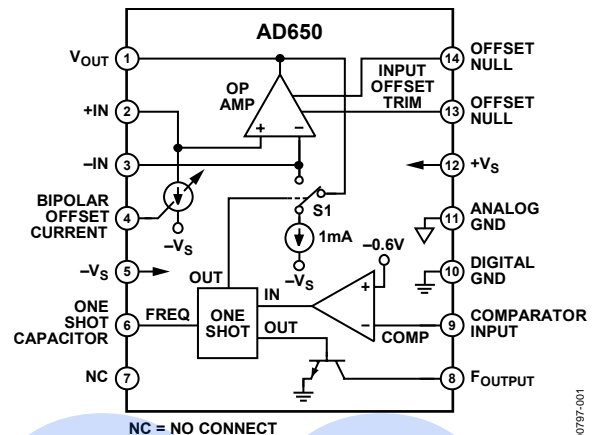 AD650
VOUT
1
+IN
2
–IN
3
BIPOLAR
OFFSET
CURRENT
4
–VS
5
ONE
SHOT
CAPACITOR
6
NC
7
OP
AMP
+
–
INPUT
OFFSET
TRIM
S1
1mA
–VS
–VS
–0.6V
OUT
FREQ
ONE
SHOT
IN
OUT
+
–
COMP
14
OFFSET
NULL
13
OFFSET
NULL
12
+VS
11
ANALOG
GND
10
DIGITAL
GND
9
COMPARATOR
INPUT
8
FOUTPUT
NC = NO CONNECT